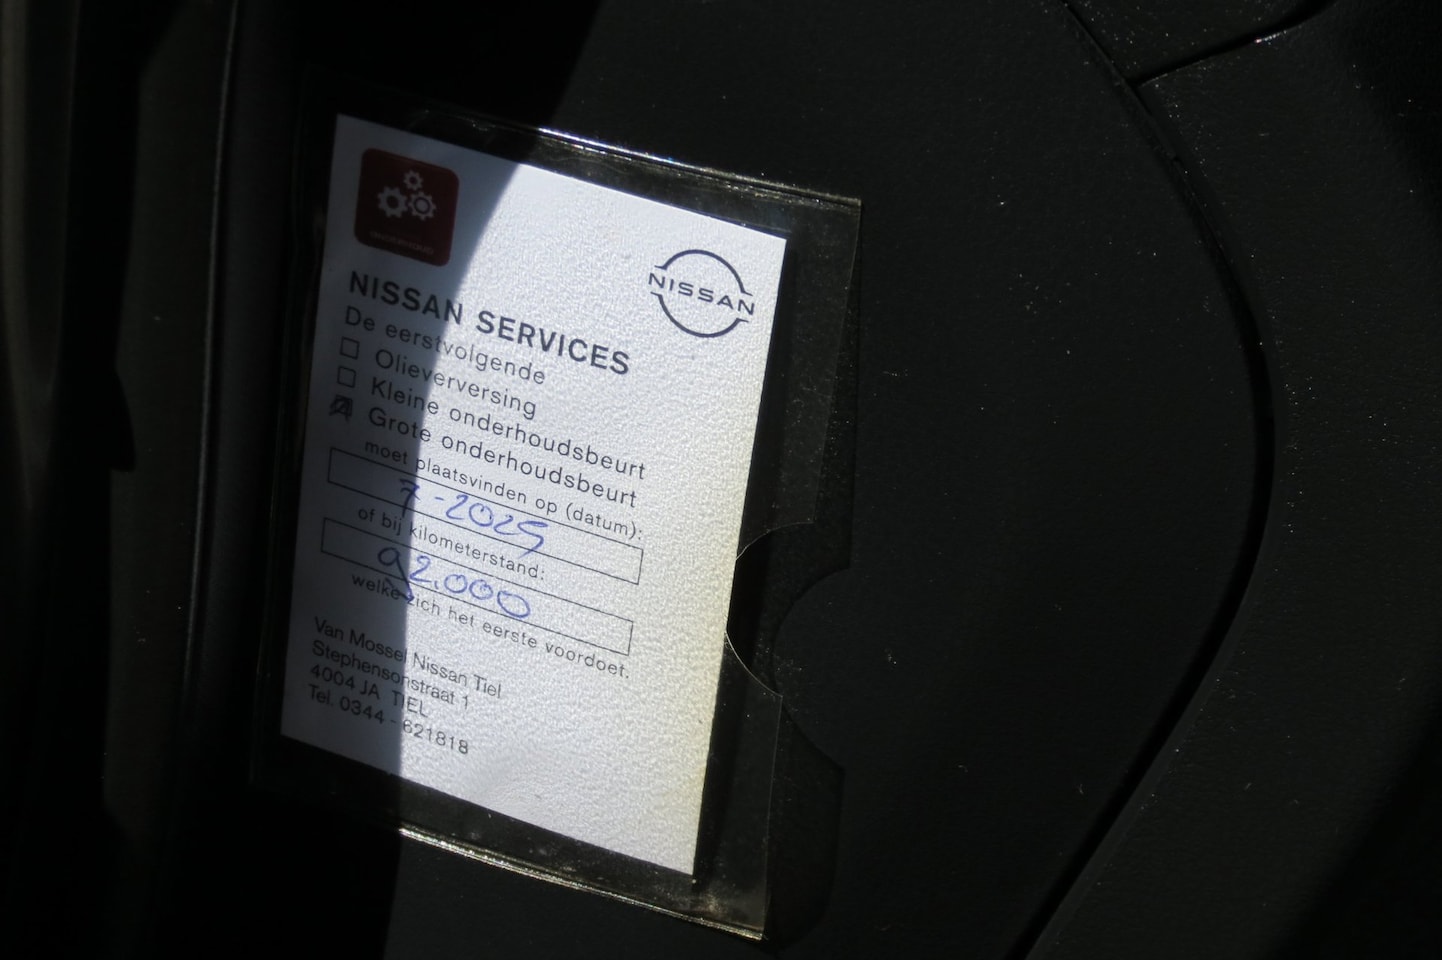 ONDERHOUD
NISSAN
NISSAN SERVICES
De eerstvolgende
Olieverversing
Kleine onderhoudsbeurt
Grote onderhoudsbeurt
moet plaatsvinden op (datum):
7-2025
of bij kilometerstand:
92.000
welke zich het eerste voordoet.
Van Mossel Nissan Tiel
Stephensonstraat 1
4004 JA TIEL
Tel. 0344 - 621818